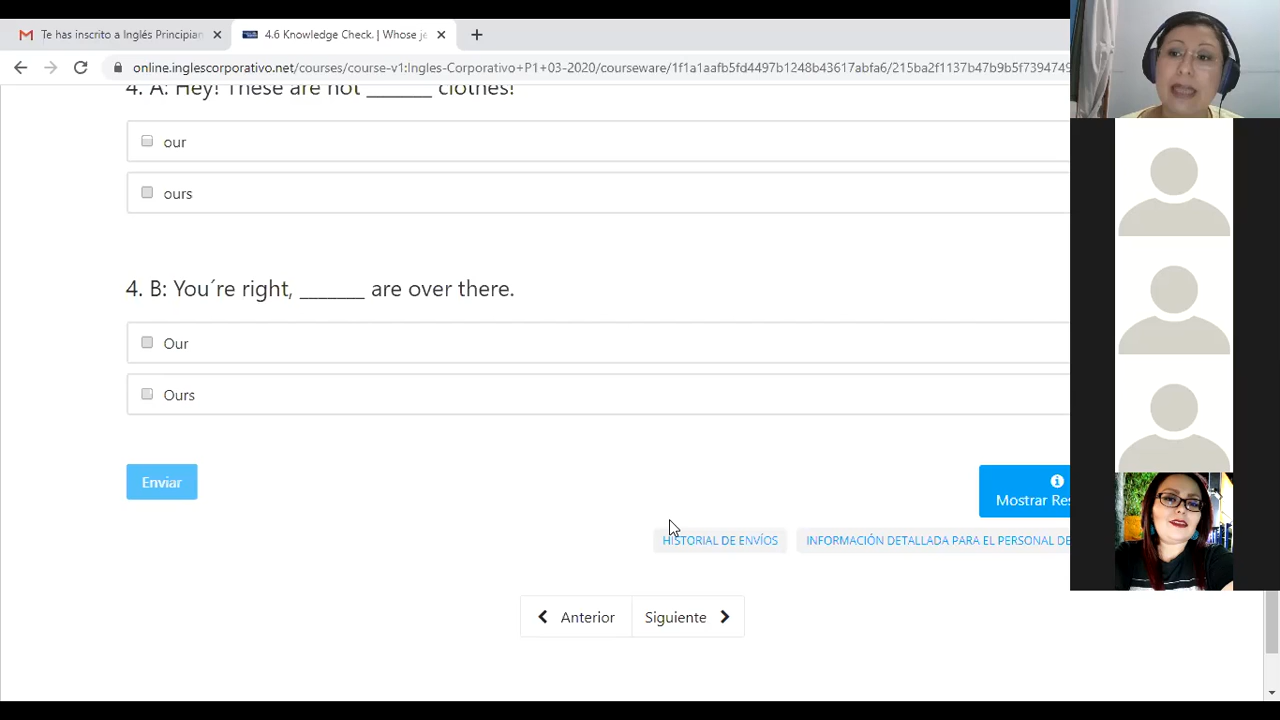 Te has inscrito a Inglés Principian
4.6 Knowledge Check. | Whose je
online.inglescorporativo.net/courses/course-v1:Ingles-Corporativo+P1+03-2020/courseware/1f1a1aafb5fd4497b1248b43617abfa6/215ba2f1137b47b9b5f7394749
4. A: Hey! These are not _______ clothes!
our
ours
4. B: You´re right, _______ are over there.
Our
Ours
Enviar
Mostrar Res
HISTORIAL DE ENVÍOS
INFORMACIÓN DETALLADA PARA EL PERSONAL DE
Anterior
Siguiente